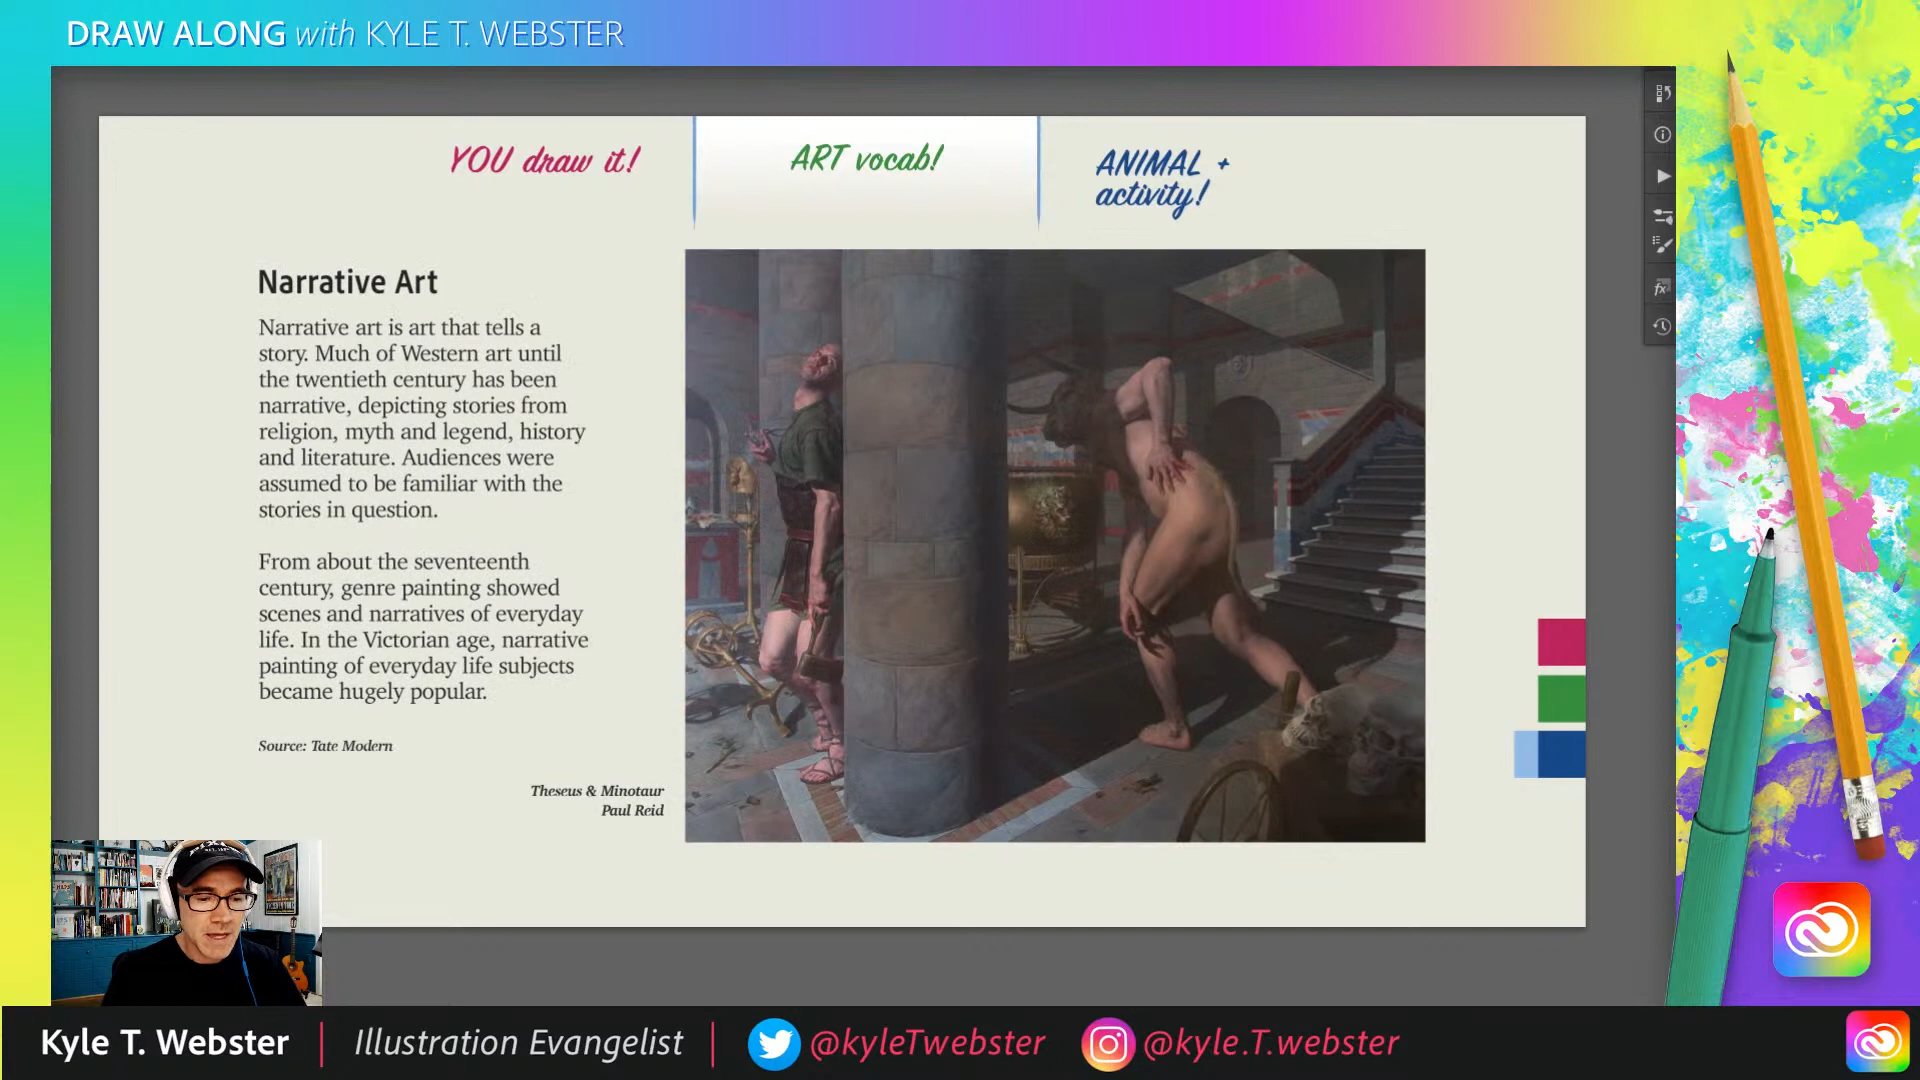 DRAW ALONG with KYLE T. WEBSTER
YOU draw it!
ART vocab!
ANIMAL +
activity!
Narrative Art
Narrative art is art that tells a
story. Much of Western art until
the twentieth century has been
narrative, depicting stories from
religion, myth and legend, history
and literature. Audiences were
assumed to be familiar with the
stories in question.
From about the seventeenth
century, genre painting showed
scenes and narratives of everyday
life. In the Victorian age, narrative
painting of everyday life subjects
became hugely popular.
Source: Tate Modern
Theseus & Minotaur
Paul Reid
fx
Kyle T. Webster | Illustration Evangelist | @kyleTwebster @kyle.T.webster